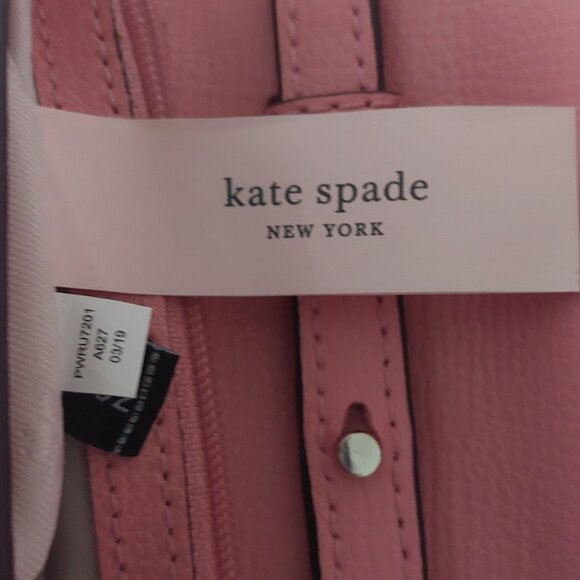 kate spade
NEW YORK
PWRU7201
A627
03/19